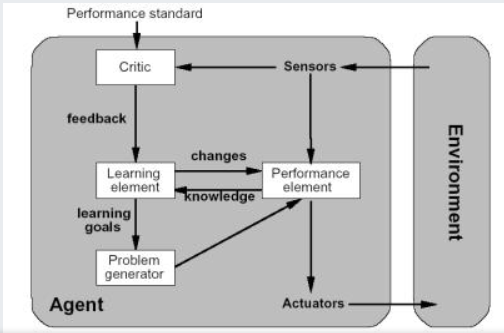 Performance standard
Critic
Sensors
feedback
changes
Learning
element
Performance
element
knowledge
learning
goals
Problem
generator
Agent
Actuators
Environment